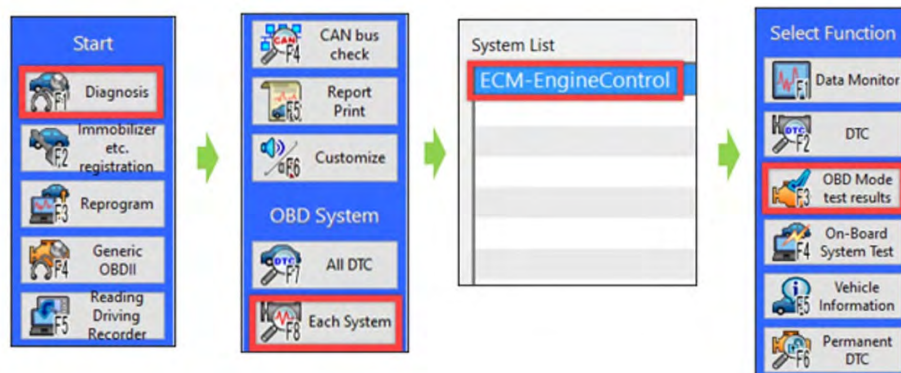 Start
F1 Diagnosis
Immobilizer
etc.
F2 registration
F3 Reprogram
Generic
F4 OBDII
Reading
Driving
F5 Recorder
CAN
CAN bus
F4 check
Report
F5 Print
F6 Customize
OBD System
DTC
F7 All DTC
F8 Each System
System List
ECM-EngineControl
Select Function
F1 Data Monitor
DTC
F2 DTC
OBD Mode
F3 test results
On-Board
F4 System Test
Vehicle
F5 Information
Permanent
F6 DTC